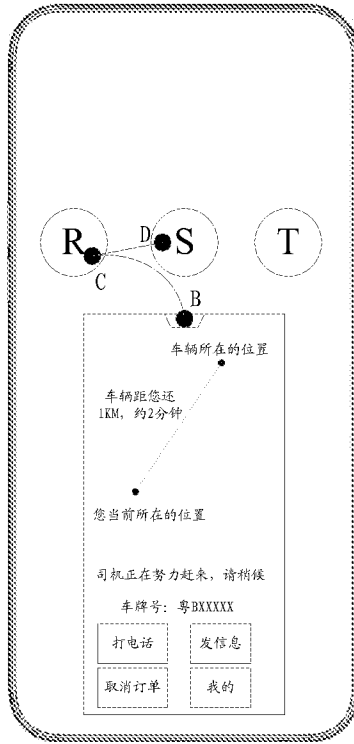 R S T
D
C
B
车辆所在的位置
车辆距您还
1KM，约2分钟
您当前所在的位置
司机正在努力赶来，请稍候
车牌号：粤BXXXXX
打电话 发信息
取消订单 我的